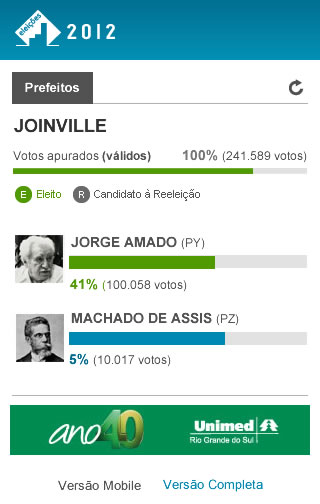 eleições 2012
Prefeitos
JOINVILLE
Votos apurados (válidos) 100% (241.589 votos)
E Eleito R Candidato à Reeleição
JORGE AMADO (PY)
41% (100.058 votos)
MACHADO DE ASSIS (PZ)
5% (10.017 votos)
ano 40 Unimed
Rio Grande do Sul
Versão Mobile Versão Completa